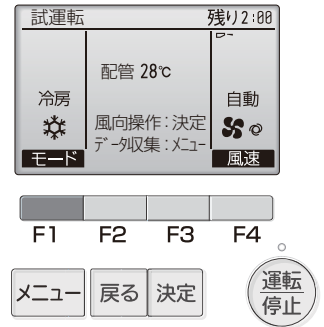 試運転 残り2:00
配管 28℃
冷房 自動
風向操作:決定
データ収集:メニュー
モード 風速
F1 F2 F3 F4
メニュー 戻る 決定 運転
停止